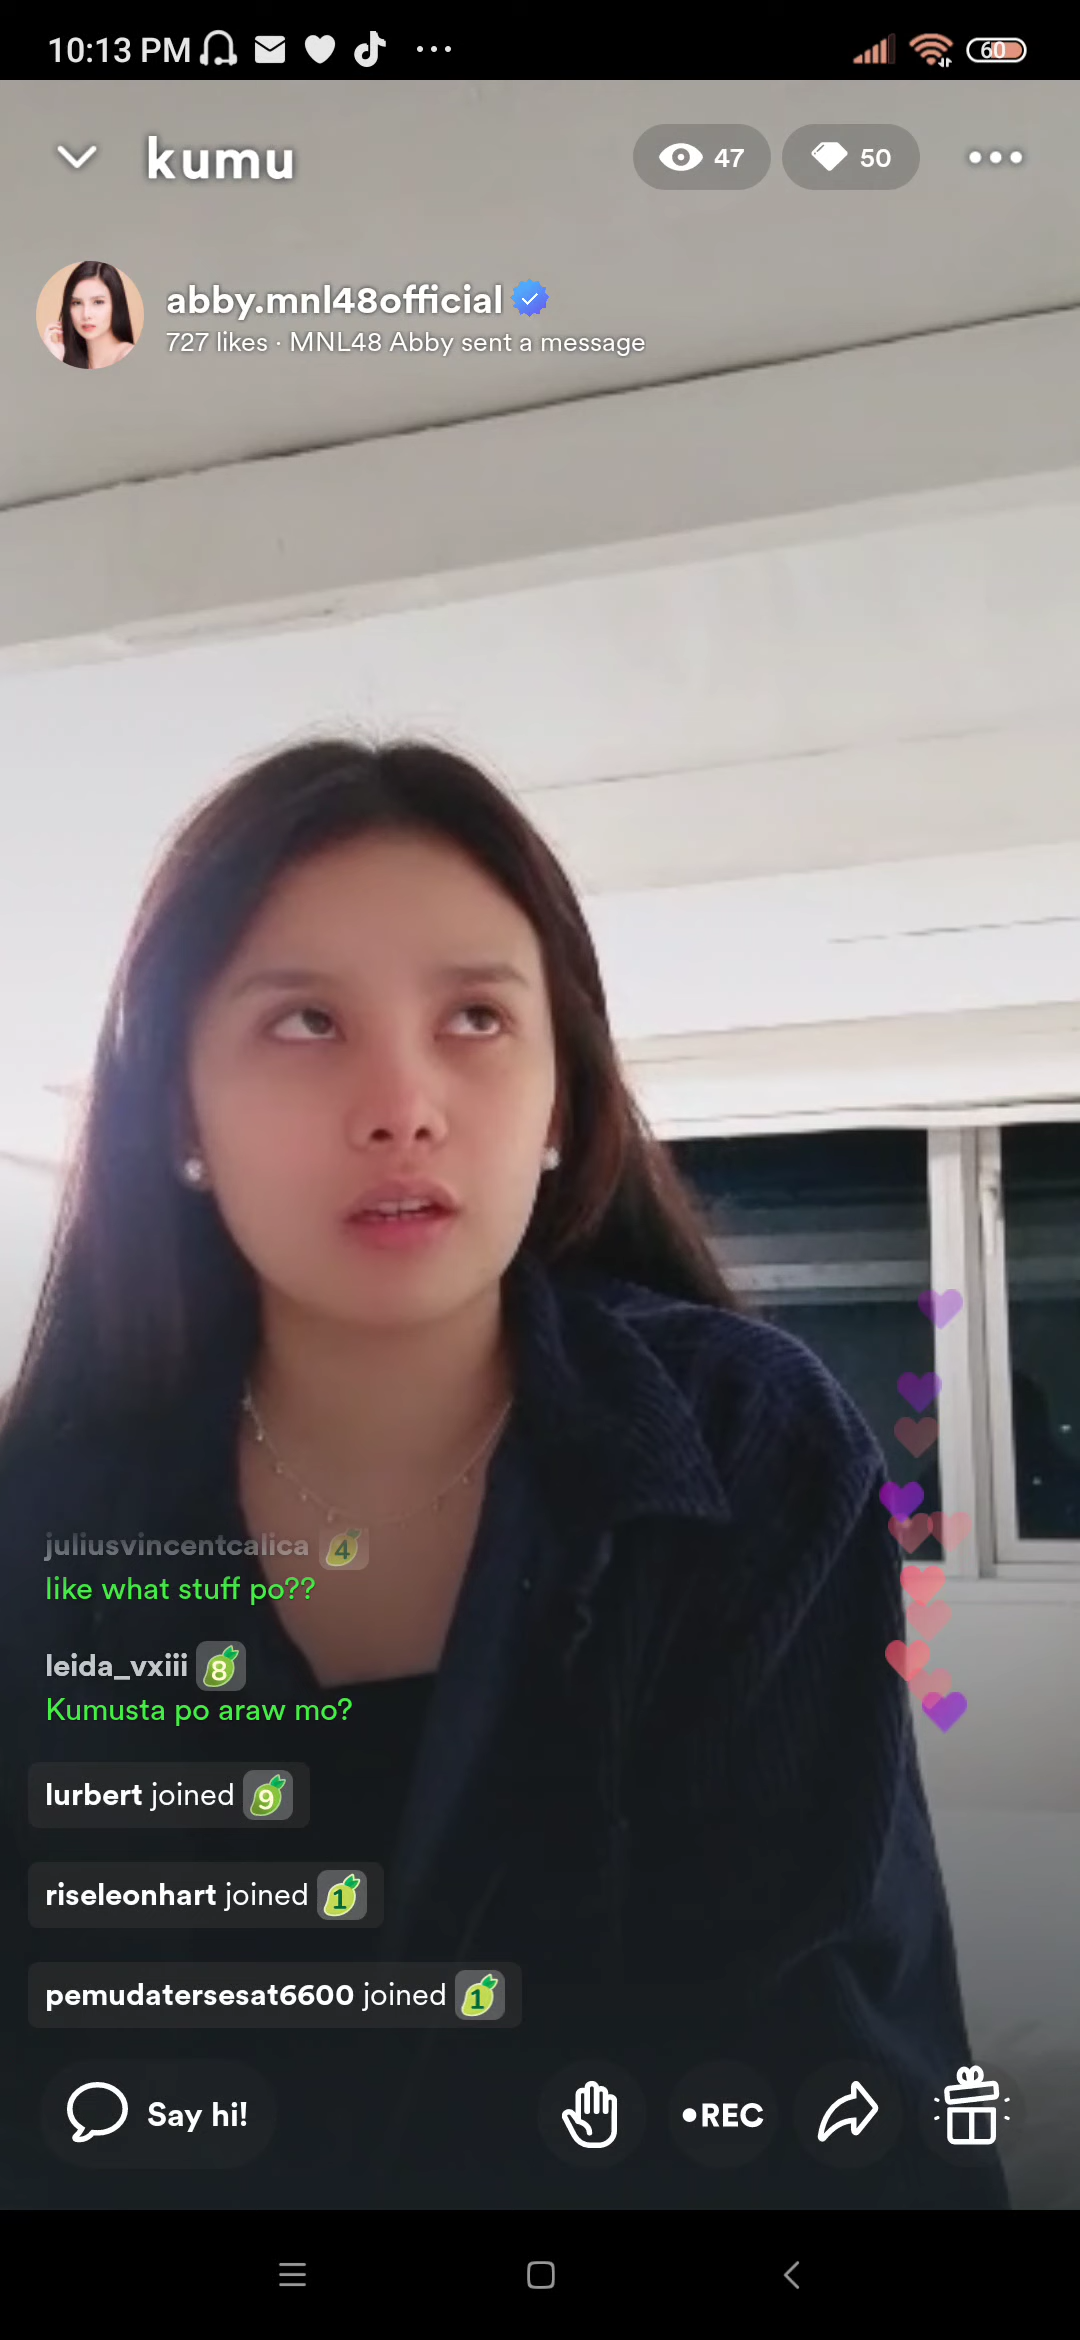 10:13 PM
60
kumu
47
50
abby.mnl48official
727 likes · MNL48 Abby sent a message
juliusvincentcalica 4
like what stuff po??
leida_vxiii 8
Kumusta po araw mo?
lurbert joined 9
riseleonhart joined 1
pemudatersesat6600 joined 1
Say hi!
•REC